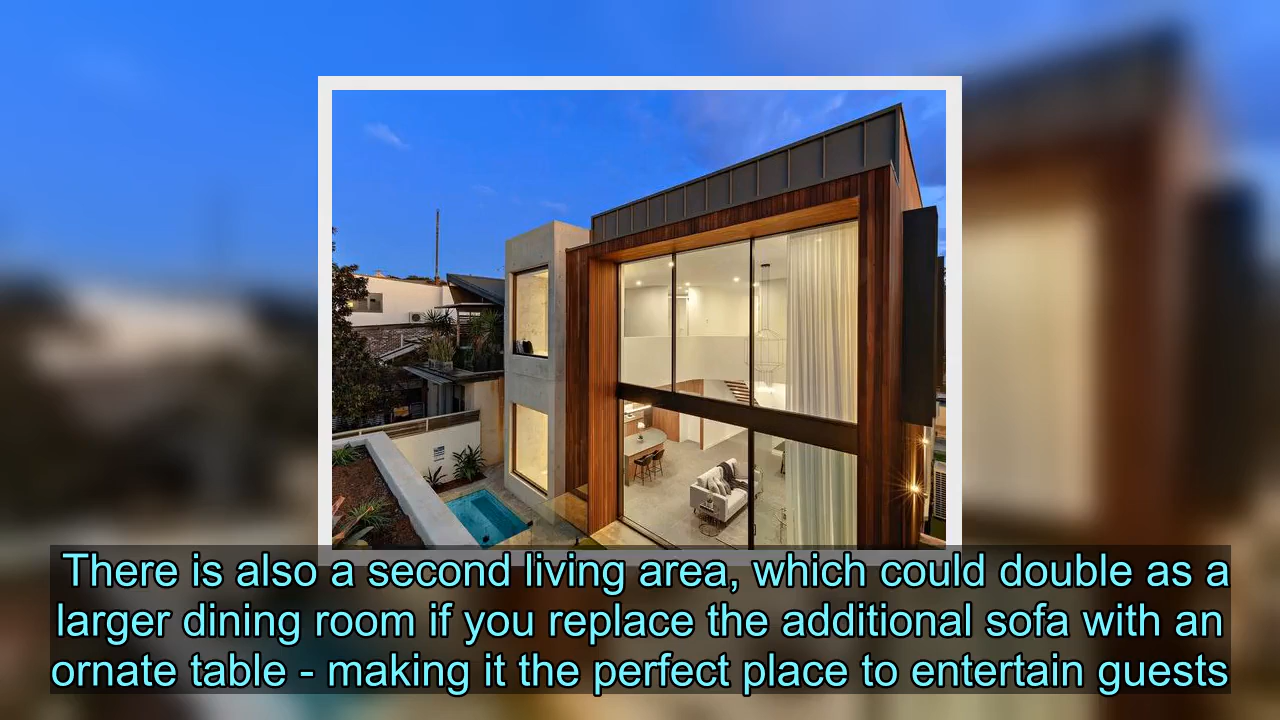 There is also a second living area, which could double as a
larger dining room if you replace the additional sofa with an
ornate table - making it the perfect place to entertain guests